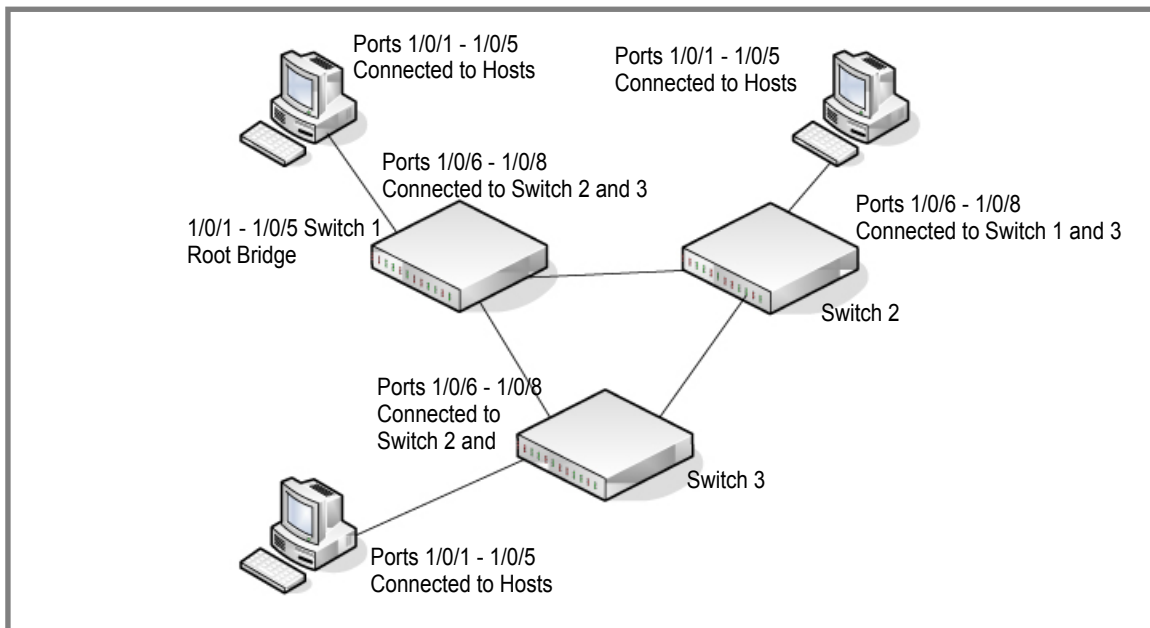 Ports 1/0/1 - 1/0/5
Connected to Hosts
Ports 1/0/1 - 1/0/5
Connected to Hosts
Ports 1/0/6 - 1/0/8
Connected to Switch 2 and 3
1/0/1 - 1/0/5 Switch 1
Root Bridge
Ports 1/0/6 - 1/0/8
Connected to Switch 1 and 3
Switch 2
Ports 1/0/6 - 1/0/8
Connected to
Switch 2 and
Switch 3
Ports 1/0/1 - 1/0/5
Connected to Hosts